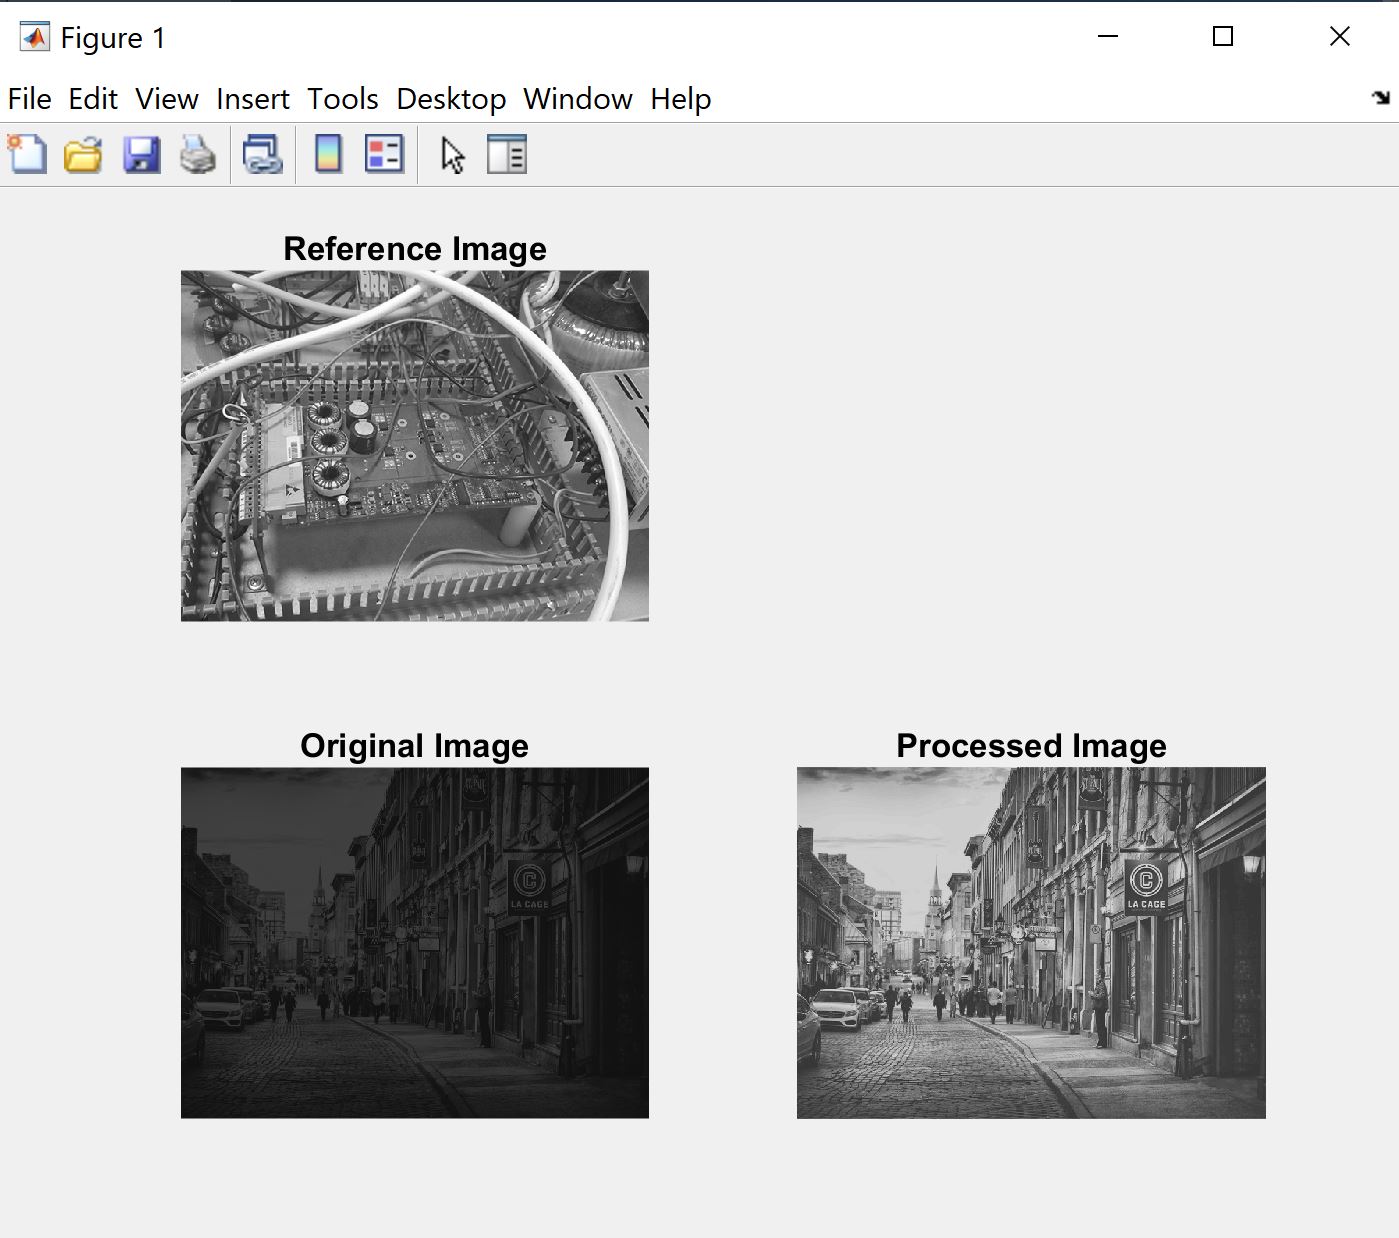 Figure 1
File Edit View Insert Tools Desktop Window Help
Reference Image
Original Image
Processed Image
C
LA CAGE
C
LA CAGE